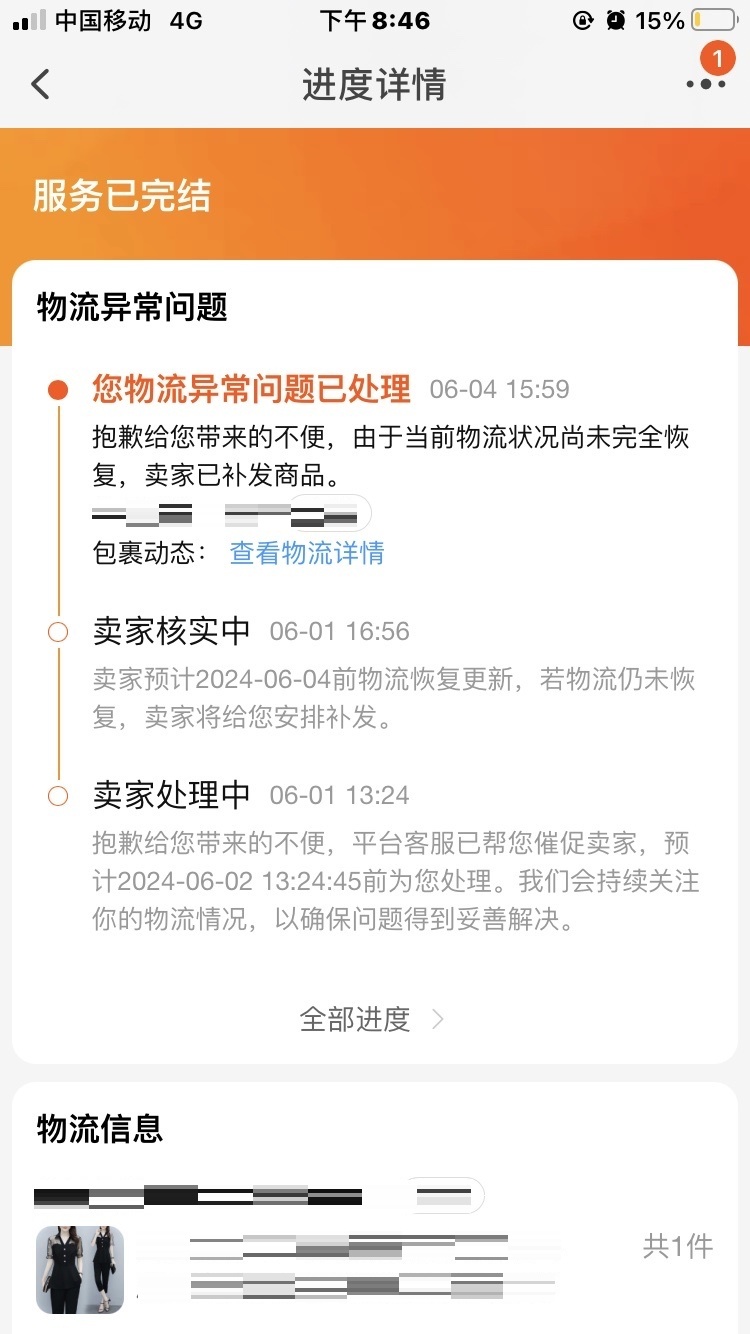 中国移动 4G 下午8:46 15%
进度详情
1
服务已完结
物流异常问题
您物流异常问题已处理 06-04 15:59
抱歉给您带来的不便，由于当前物流状况尚未完全恢
复，卖家已补发商品。
包裹动态： 查看物流详情
卖家核实中 06-01 16:56
卖家预计2024-06-04前物流恢复更新，若物流仍未恢
复，卖家将给您安排补发。
卖家处理中 06-01 13:24
抱歉给您带来的不便，平台客服已帮您催促卖家，预
计2024-06-02 13:24:45前为您处理。我们会持续关注
你的物流情况，以确保问题得到妥善解决。
全部进度
物流信息
共1件